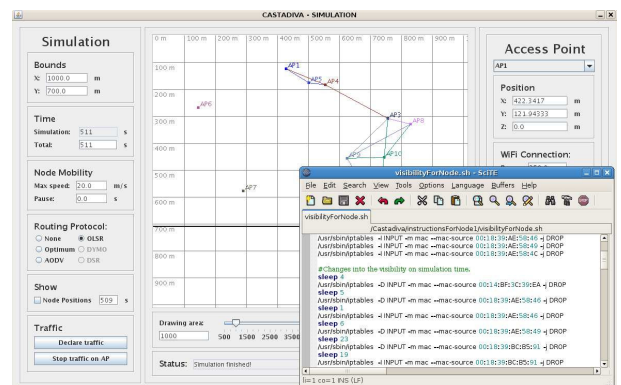 CASTADIVA - SIMULATION
Simulation
Bounds
X: 1000.0 m
Y: 700.0 m
Time
Simulation: 511 s
Total: 511 s
Node Mobility
Max speed: 20.0 m/s
Pause: 0.0 s
Routing Protocol:
None OLSR
Optimum DYMO
AODV DSR
Show
Node Positions 509 s
Traffic
Declare traffic
Stop traffic on AP
0 m 100 m 200 m 300 m 400 m 500 m 600 m 700 m 800 m 900 m
100 m
200 m
300 m
400 m
500 m
600 m
700 m
800 m
900 m
AP1
AP5 AP4
AP6
AP3
AP8
AP9 AP10
AP7
Drawing area:
1000
500 1500 2500 3500
Status: Simulation finished!
Access Point
AP1
Position
X: 422.3417 m
Y: 121.94333 m
Z: 0.0 m
WiFi Connection:
visibilityForNode.sh - SciTE
File Edit Search View Tools Options Language Buffers Help
visibilityForNode.sh
/Castadiva/instructionsForNode1/visibilityForNode.sh
/usr/sbin/iptables -I INPUT -m mac --mac-source 00:18:39:AE:58:46 -j DROP
/usr/sbin/iptables -I INPUT -m mac --mac-source 00:18:39:AE:58:49 -j DROP
/usr/sbin/iptables -I INPUT -m mac --mac-source 00:18:39:AE:58:4C -j DROP
#Changes into the visibility on simulation time.
sleep 4
/usr/sbin/iptables -D INPUT -m mac --mac-source 00:14:BF:3C:39:EA -j DROP
sleep 5
/usr/sbin/iptables -D INPUT -m mac --mac-source 00:18:39:AE:58:46 -j DROP
sleep 1
/usr/sbin/iptables -I INPUT -m mac --mac-source 00:18:39:AE:58:46 -j DROP
sleep 6
/usr/sbin/iptables -D INPUT -m mac --mac-source 00:18:39:AE:58:49 -j DROP
sleep 23
/usr/sbin/iptables -D INPUT -m mac --mac-source 00:18:39:BC:B5:91 -j DROP
sleep 19
/usr/sbin/iptables -I INPUT -m mac --mac-source 00:18:39:BC:B5:91 -j DROP
li=1 co=1 INS (LF)